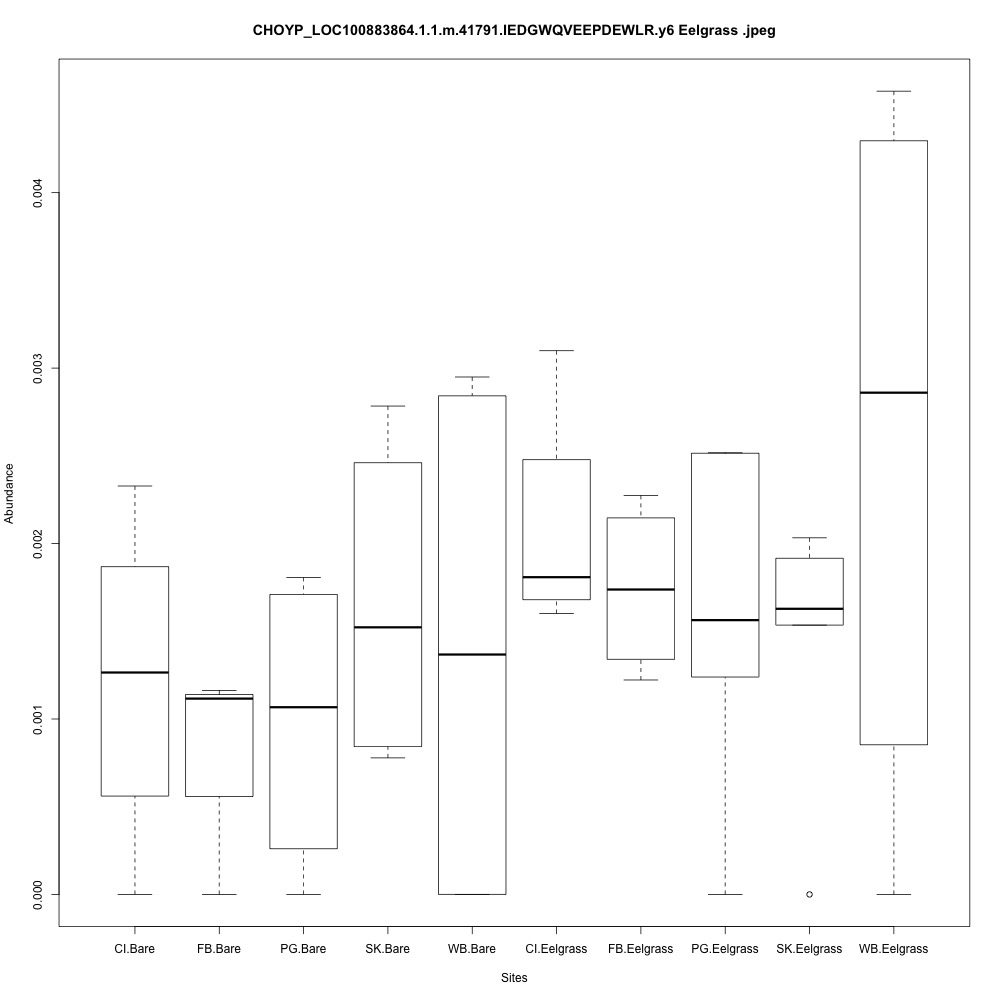 CHOYP_LOC100883864.1.1.m.41791.IEDGWQVEEPDEWLR.y6 Eelgrass .jpeg
Abundance
0.004
0.003
0.002
0.001
0.000
CI.Bare FB.Bare PG.Bare SK.Bare WB.Bare CI.Eelgrass FB.Eelgrass PG.Eelgrass SK.Eelgrass WB.Eelgrass
Sites